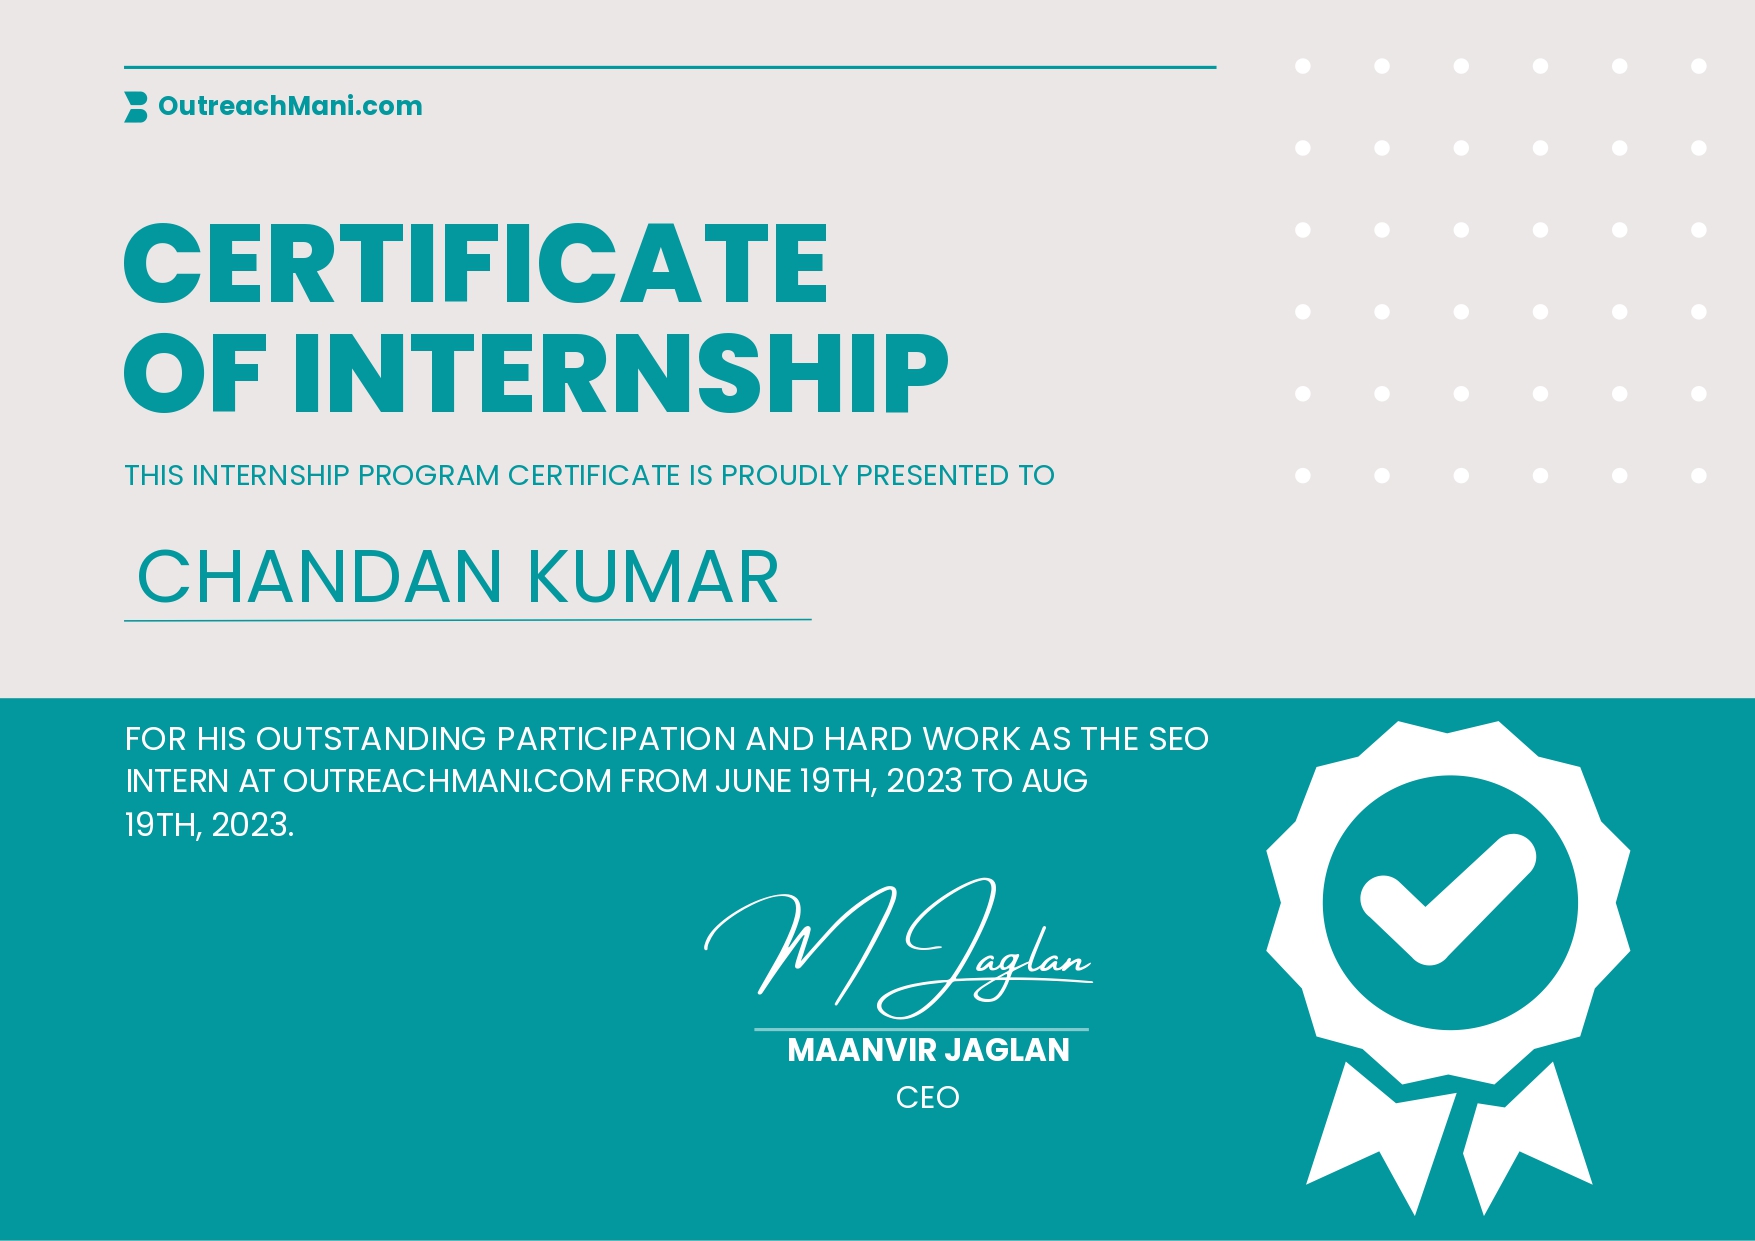 OutreachMani.com
CERTIFICATE
OF INTERNSHIP
THIS INTERNSHIP PROGRAM CERTIFICATE IS PROUDLY PRESENTED TO
CHANDAN KUMAR
FOR HIS OUTSTANDING PARTICIPATION AND HARD WORK AS THE SEO
INTERN AT OUTREACHMANI.COM FROM JUNE 19TH, 2023 TO AUG
19TH, 2023.
M Jaglan
MAANVIR JAGLAN
CEO